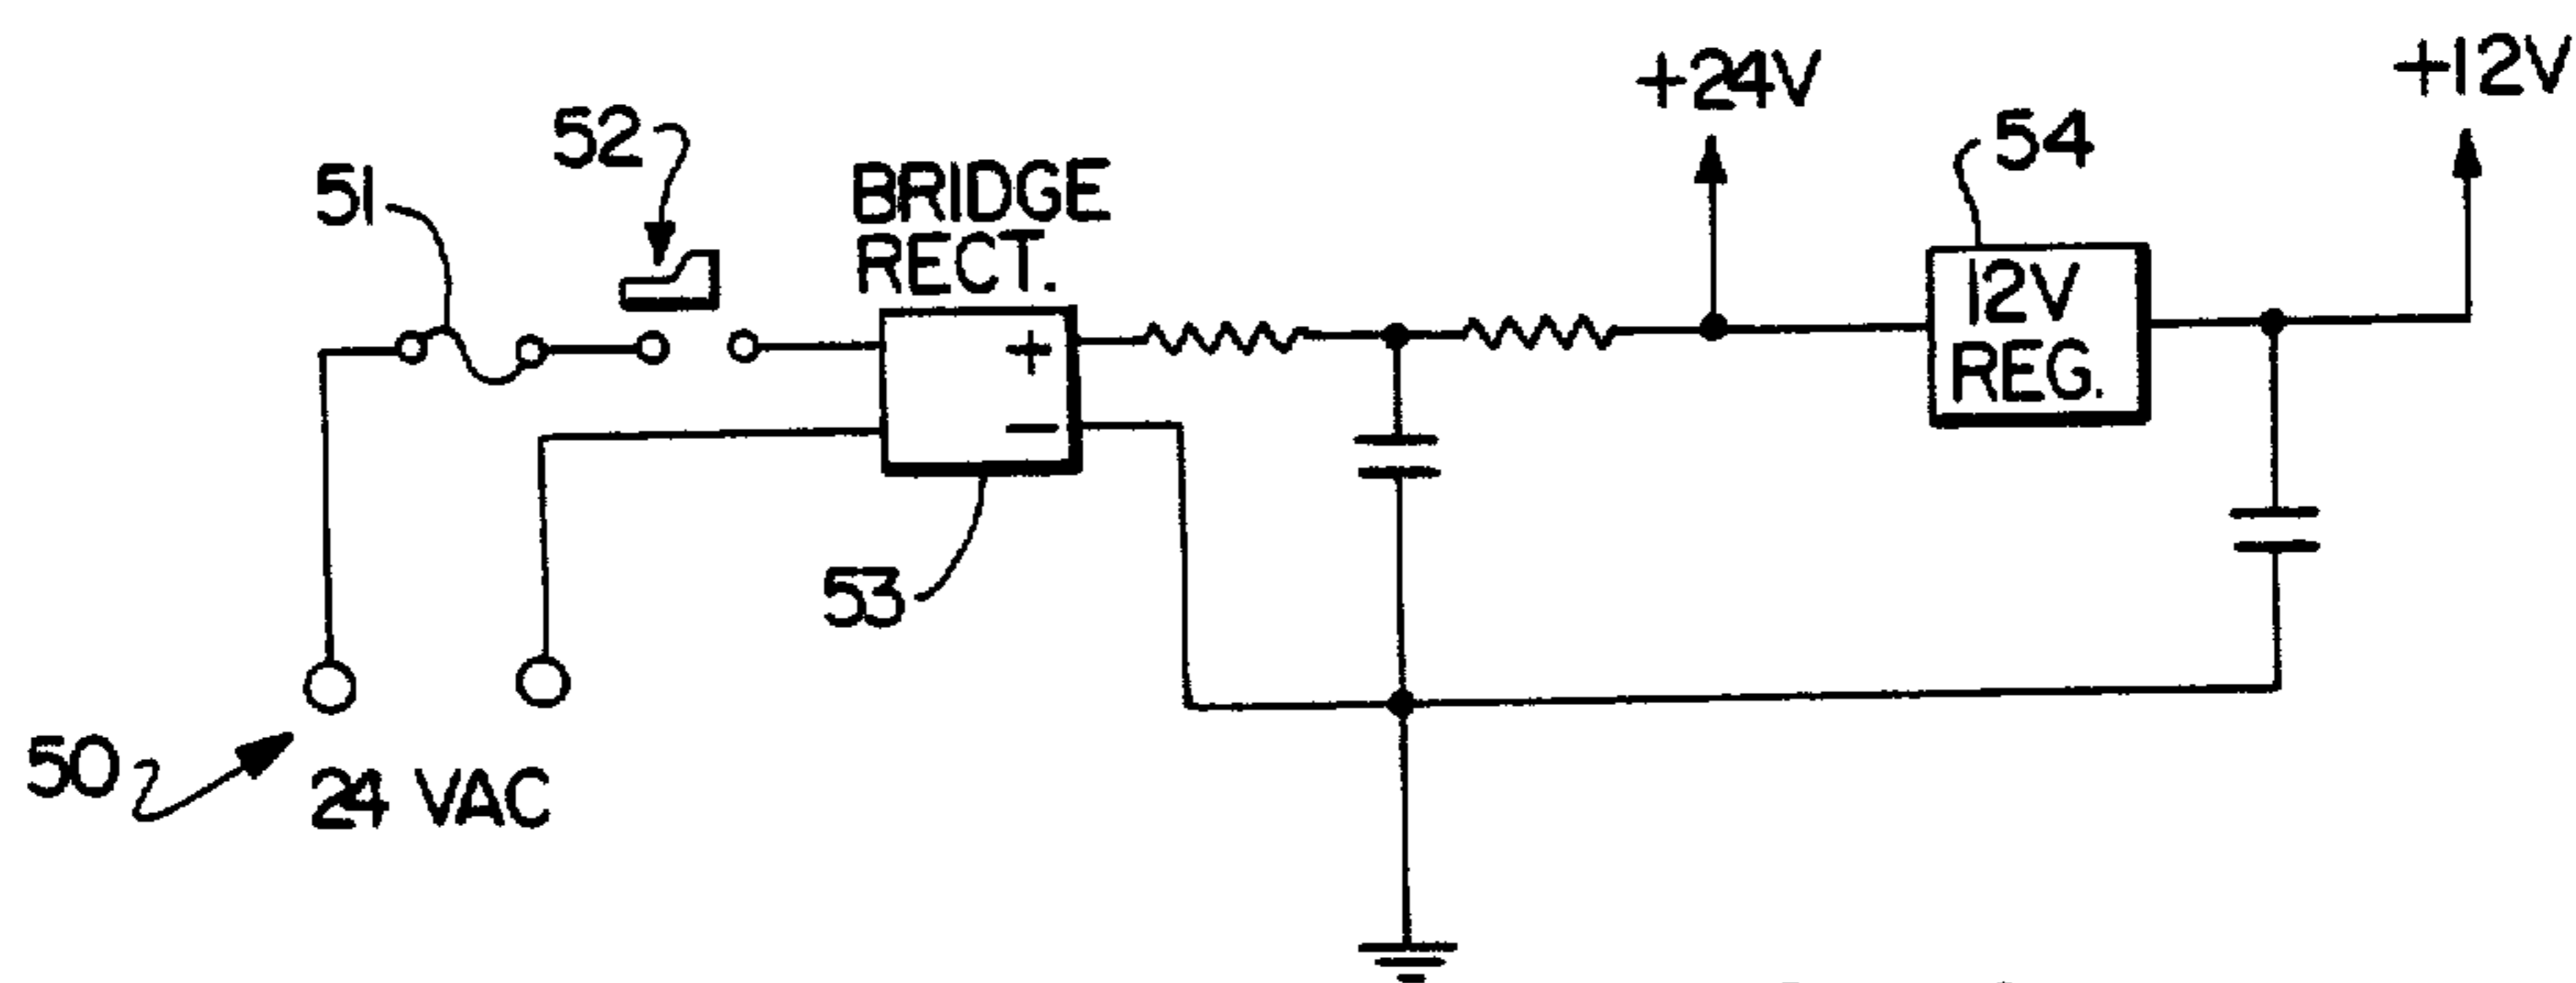 +24V
+12V
52
54
51
BRIDGE
RECT.
12V
REG.
+
−
53
50
24 VAC